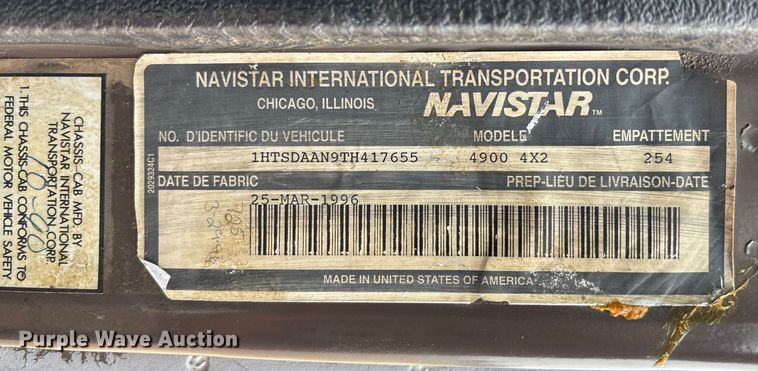 NAVISTAR INTERNATIONAL TRANSPORTATION CORP.
CHICAGO, ILLINOIS NAVISTAR™
NO. D'IDENTIFIC DU VEHICULE MODELE EMPATTEMENT
1HTSDAAN9TH417655 4900 4X2 254
DATE DE FABRIC PREP-LIEU DE LIVRAISON-DATE
25-MAR-1996
MADE IN UNITED STATES OF AMERICA
2029324C1
CHASSIS-CAB MFD. BY
NAVISTAR INTERNATIONAL
TRANSPORTATION CORP.
1. THIS CHASSIS-CAB CONFORMS TO
FEDERAL MOTOR VEHICLE SAFETY
Purple Wave Auction